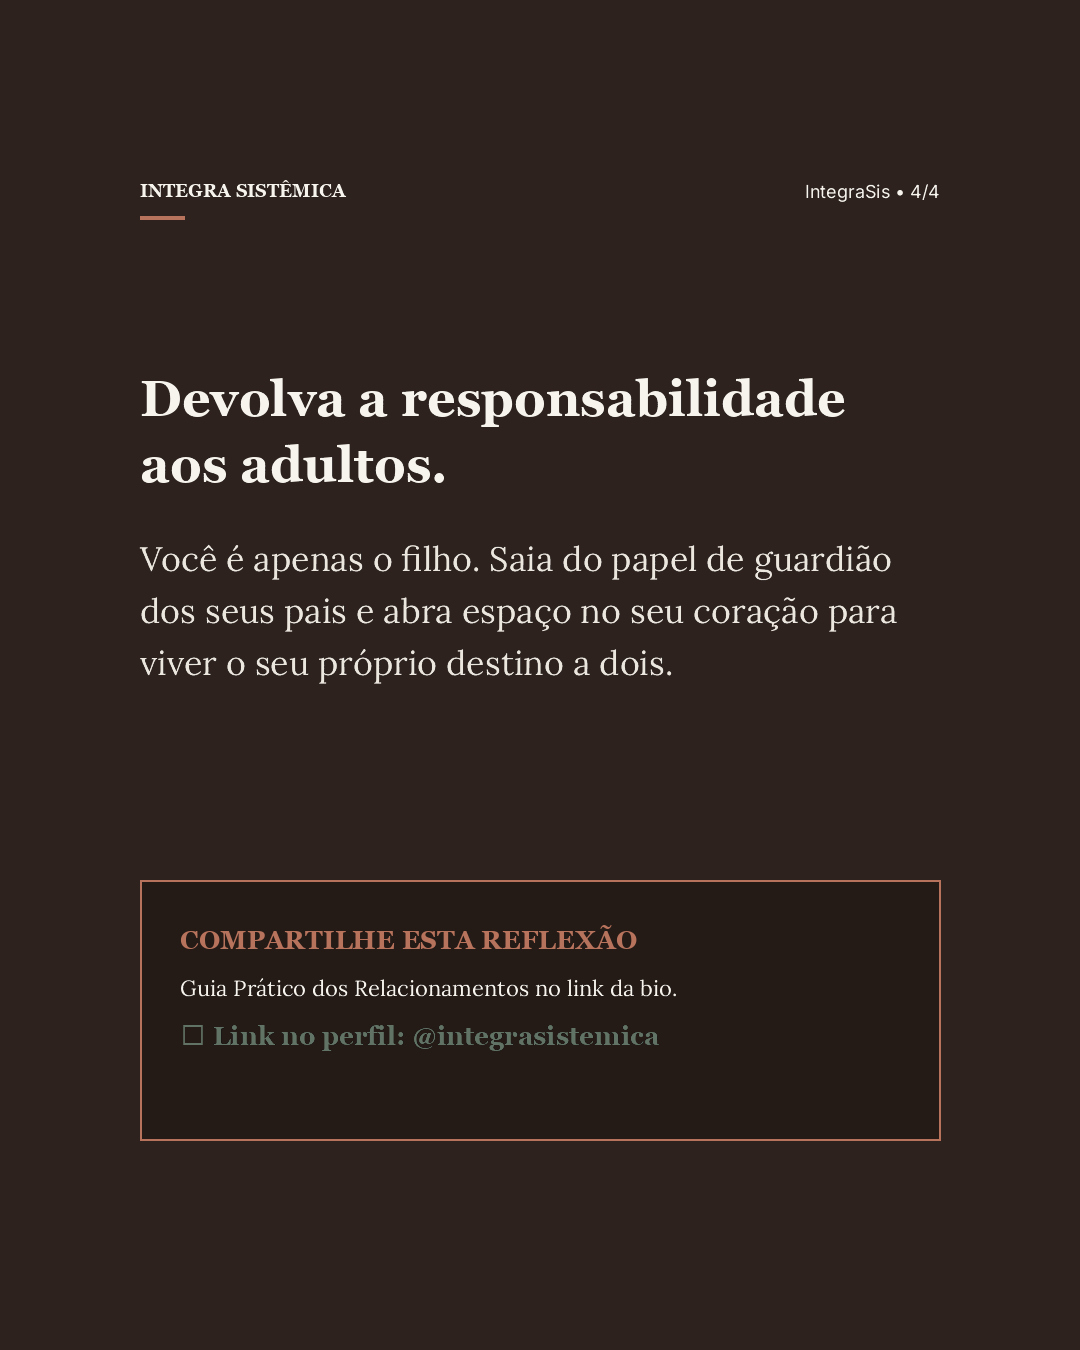 INTEGRA SISTÊMICA
IntegraSis • 4/4
Devolva a responsabilidade
aos adultos.
Você é apenas o filho. Saia do papel de guardião
dos seus pais e abra espaço no seu coração para
viver o seu próprio destino a dois.
COMPARTILHE ESTA REFLEXÃO
Guia Prático dos Relacionamentos no link da bio.
☐ Link no perfil: @integrasistemica